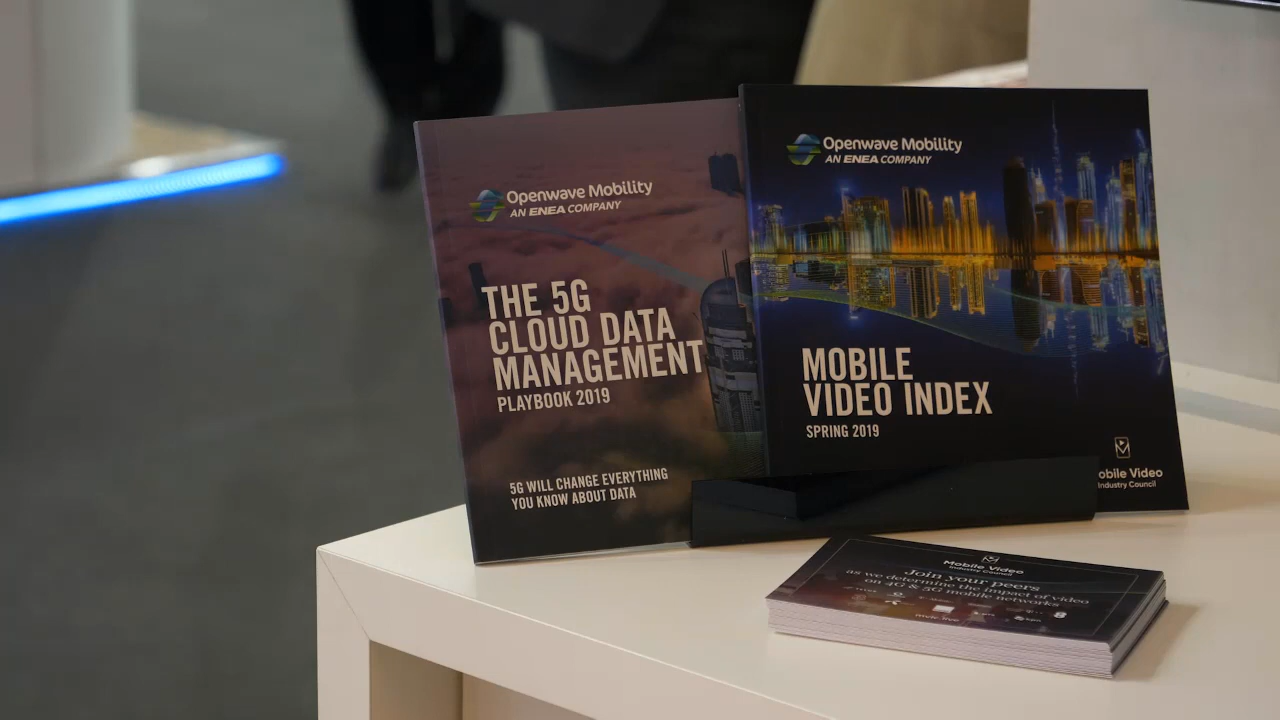 Openwave Mobility
AN ENEA COMPANY
THE 5G
CLOUD DATA
MANAGEMENT
PLAYBOOK 2019
5G WILL CHANGE EVERYTHING
YOU KNOW ABOUT DATA
Openwave Mobility
AN ENEA COMPANY
MOBILE
VIDEO INDEX
SPRING 2019
obile Video
Industry Council
Mobile Video
Industry Council
Join your peers
as we determine the impact of video
on 4G & 5G mobile networks